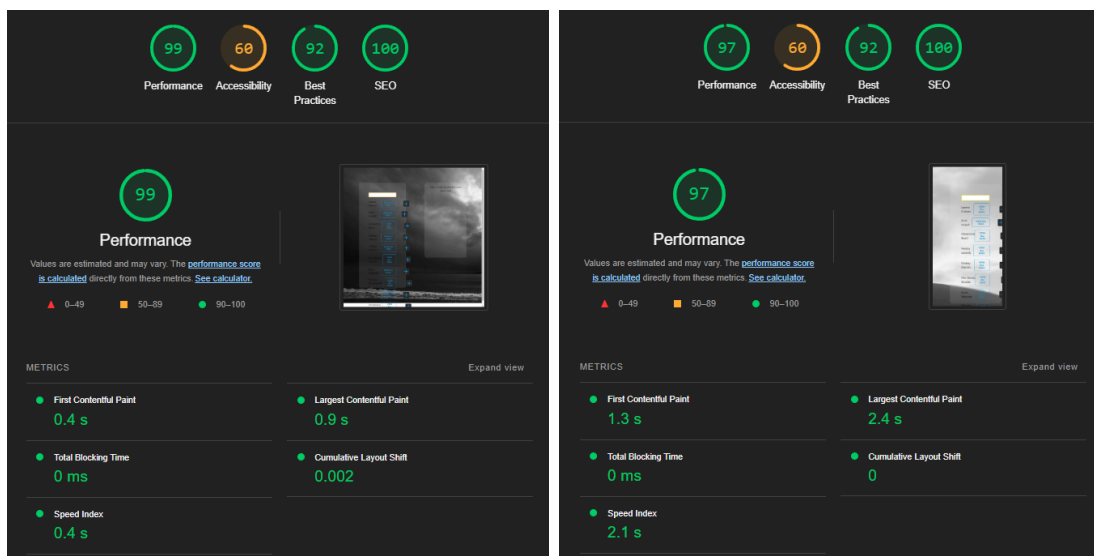 99
60
92
100
Performance
Accessibility
Best
Practices
SEO
99
Performance
Values are estimated and may vary. The performance score
is calculated directly from these metrics. See calculator.
0–49
50–89
90–100
METRICS
Expand view
First Contentful Paint
0.4 s
Largest Contentful Paint
0.9 s
Total Blocking Time
0 ms
Cumulative Layout Shift
0.002
Speed Index
0.4 s
97
60
92
100
Performance
Accessibility
Best
Practices
SEO
97
Performance
Values are estimated and may vary. The performance score
is calculated directly from these metrics. See calculator.
0–49
50–89
90–100
METRICS
Expand view
First Contentful Paint
1.3 s
Largest Contentful Paint
2.4 s
Total Blocking Time
0 ms
Cumulative Layout Shift
0
Speed Index
2.1 s